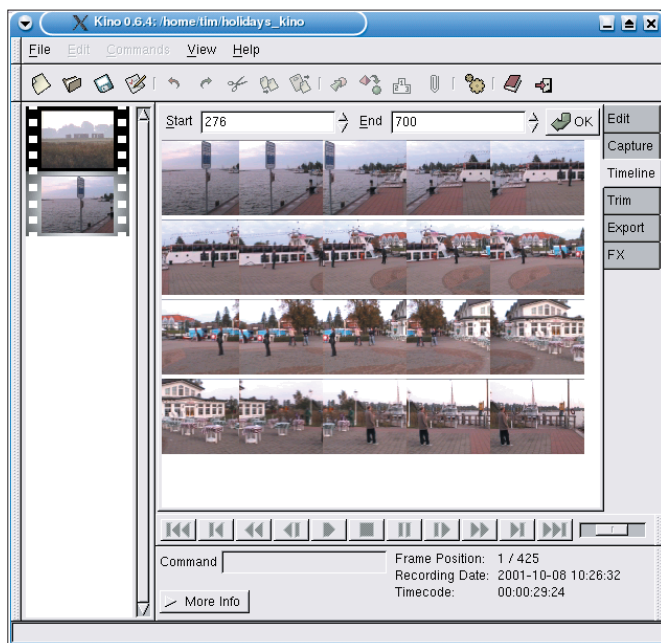 Kino 0.6.4: /home/tim/holidays_kino
File Edit Commands View Help
Start 276 End 700 OK
Edit
Capture
Timeline
Trim
Export
FX
Command
Frame Position: 1 / 425
Recording Date: 2001-10-08 10:26:32
Timecode: 00:00:29:24
More Info